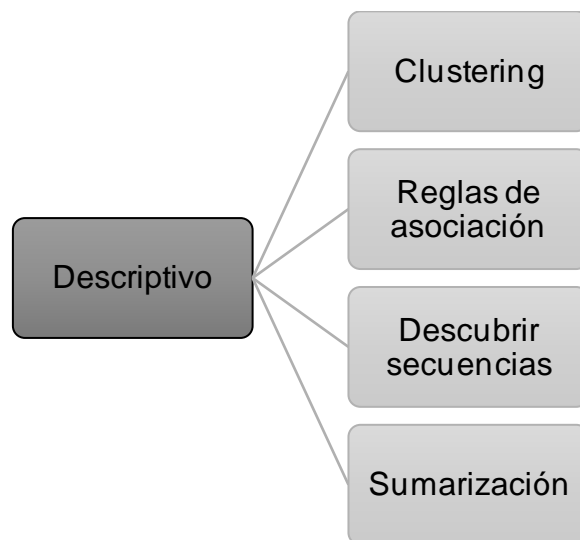 Clustering
Reglas de
asociación
Descriptivo
Descubrir
secuencias
Sumarización